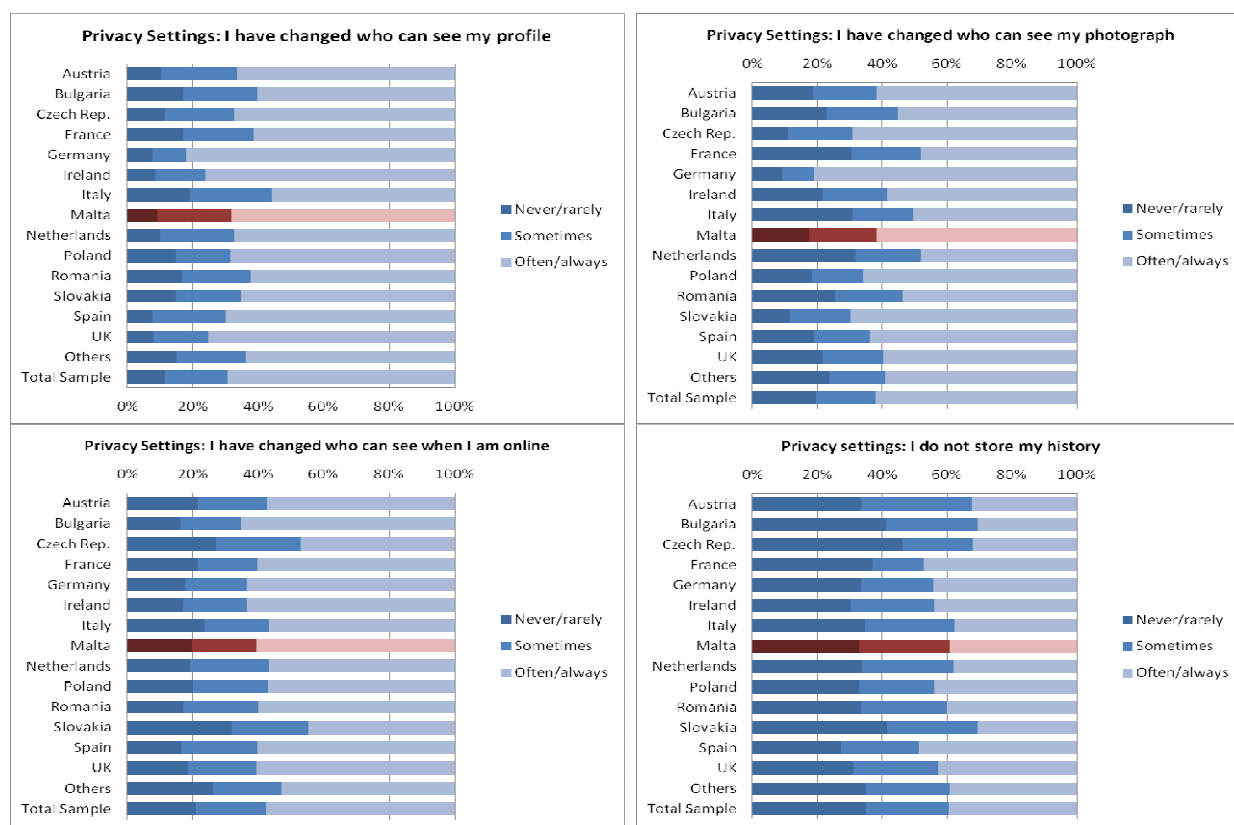 Privacy Settings: I have changed who can see my profile
Austria
Bulgaria
Czech Rep.
France
Germany
Ireland
Italy
Malta
Netherlands
Poland
Romania
Slovakia
Spain
UK
Others
Total Sample
0% 20% 40% 60% 80% 100%
Never/rarely
Sometimes
Often/always
Privacy Settings: I have changed who can see my photograph
0% 20% 40% 60% 80% 100%
Austria
Bulgaria
Czech Rep.
France
Germany
Ireland
Italy
Malta
Netherlands
Poland
Romania
Slovakia
Spain
UK
Others
Total Sample
Never/rarely
Sometimes
Often/always
Privacy Settings: I have changed who can see when I am online
0% 20% 40% 60% 80% 100%
Austria
Bulgaria
Czech Rep.
France
Germany
Ireland
Italy
Malta
Netherlands
Poland
Romania
Slovakia
Spain
UK
Others
Total Sample
Never/rarely
Sometimes
Often/always
Privacy settings: I do not store my history
0% 20% 40% 60% 80% 100%
Austria
Bulgaria
Czech Rep.
France
Germany
Ireland
Italy
Malta
Netherlands
Poland
Romania
Slovakia
Spain
UK
Others
Total Sample
Never/rarely
Sometimes
Often/always